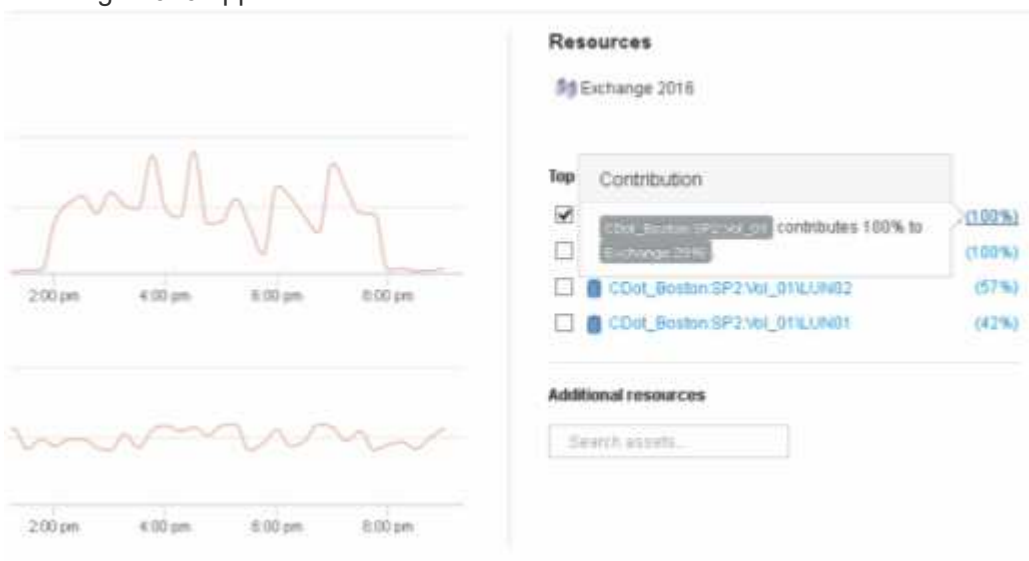 Resources
Exchange 2016
Top
Contribution
CDot_Boston:SP2:Vol_01 contributes 100% to
Exchange 2016
(100%)
(100%)
CDot_Boston:SP2:Vol_01\LUN02 (57%)
CDot_Boston:SP2:Vol_01\LUN01 (42%)
Additional resources
Search assets...
2:00 pm 4:00 pm 6:00 pm 8:00 pm
2:00 pm 4:00 pm 6:00 pm 8:00 pm